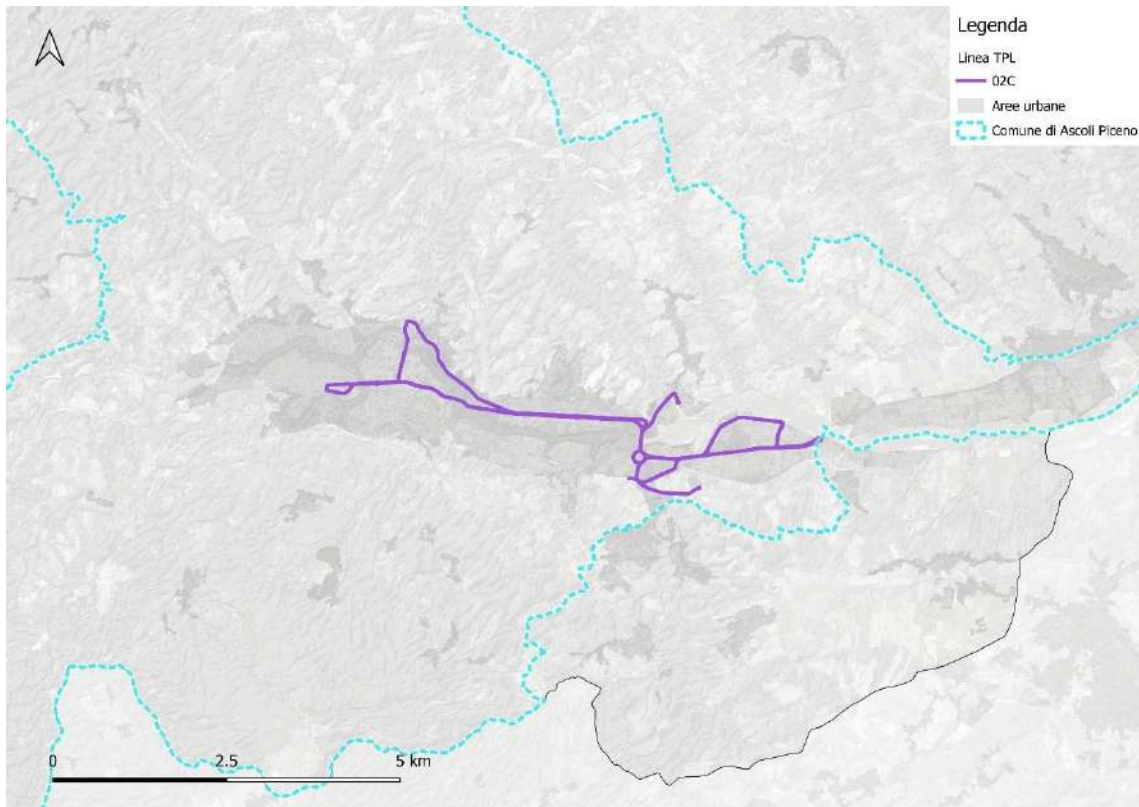 Legenda
Linea TPL
02C
Aree urbane
Comune di Ascoli Piceno
0 2.5 5 km